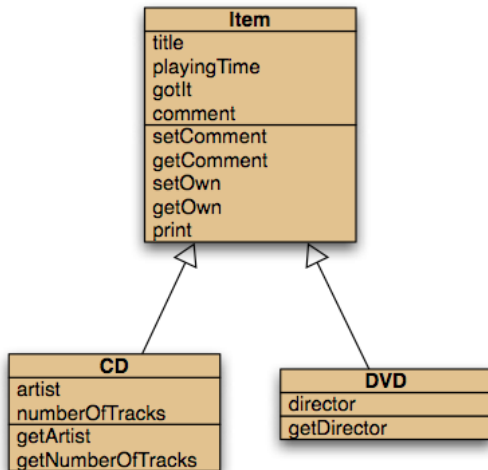 Item
title
playingTime
gotIt
comment
setComment
getComment
setOwn
getOwn
print
CD
artist
numberOfTracks
getArtist
getNumberOfTracks
DVD
director
getDirector